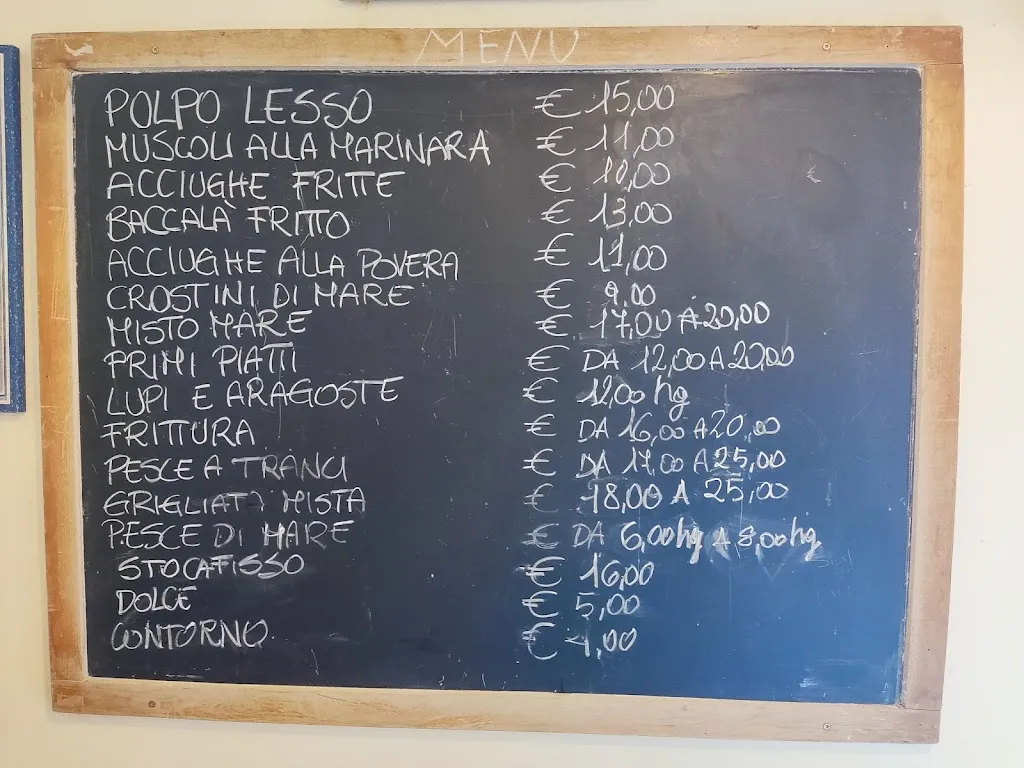 MENU
POLPO LESSO € 15,00
MUSCOLI ALLA MARINARA € 11,00
ACCIUGHE FRITTE € 10,00
BACCALÀ FRITTO € 13,00
ACCIUGHE ALLA POVERA € 11,00
CROSTINI DI MARE € 9,00
MISTO MARE € 17,00 A 20,00
PRIMI PIATTI € DA 12,00 A 20,00
LUPI E ARAGOSTE € 12,00 hg
FRITTURA € DA 16,00 A 20,00
PESCE A TRANCI € DA 17,00 A 25,00
GRIGLIATA MISTA € 18,00 A 25,00
PESCE DI MARE € DA 6,00 hg A 8,00 hg
STOCAFISSO € 16,00
DOLCE € 5,00
CONTORNO € 4,00